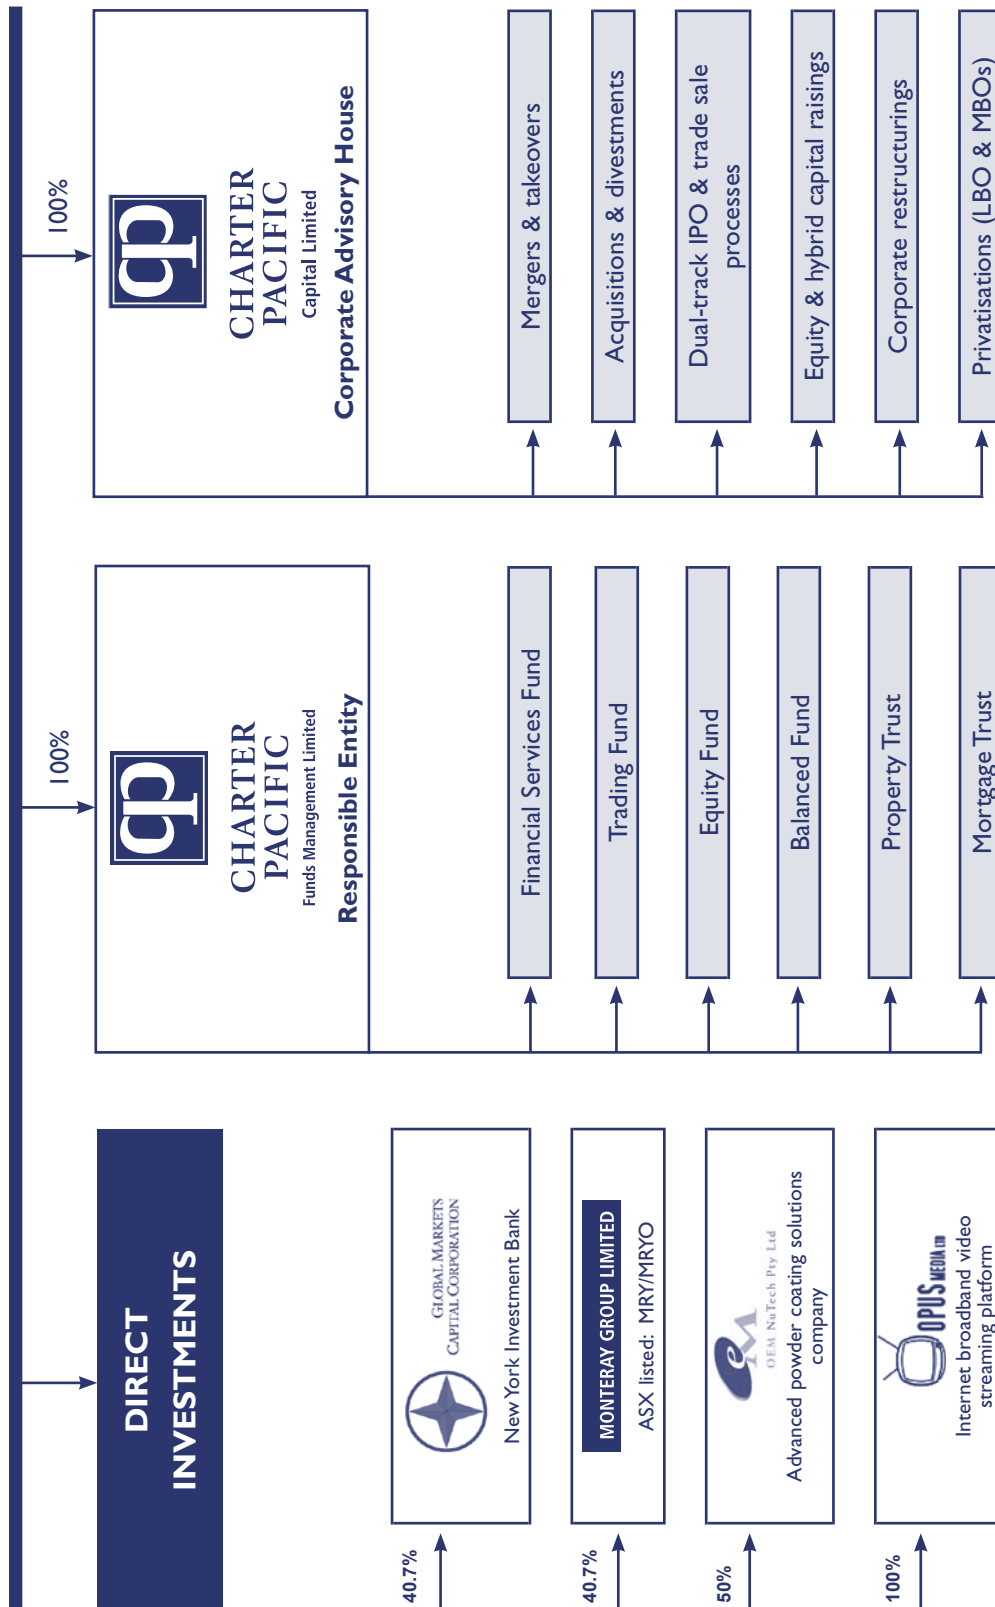 DIRECT
INVESTMENTS
40.7%
GLOBAL MARKETS
CAPITAL CORPORATION
New York Investment Bank
40.7%
MONTERAY GROUP LIMITED
ASX listed: MRY/MRYO
50%
eM
OEM NuTech Pty Ltd
Advanced powder coating solutions
company
100%
OPUS MEDIA LTD
Internet broadband video
streaming platform
100%
cp
CHARTER
PACIFIC
Funds Management Limited
Responsible Entity
Financial Services Fund
Trading Fund
Equity Fund
Balanced Fund
Property Trust
Mortgage Trust
100%
cp
CHARTER
PACIFIC
Capital Limited
Corporate Advisory House
Mergers & takeovers
Acquisitions & divestments
Dual-track IPO & trade sale
processes
Equity & hybrid capital raisings
Corporate restructurings
Privatisations (LBO & MBOs)